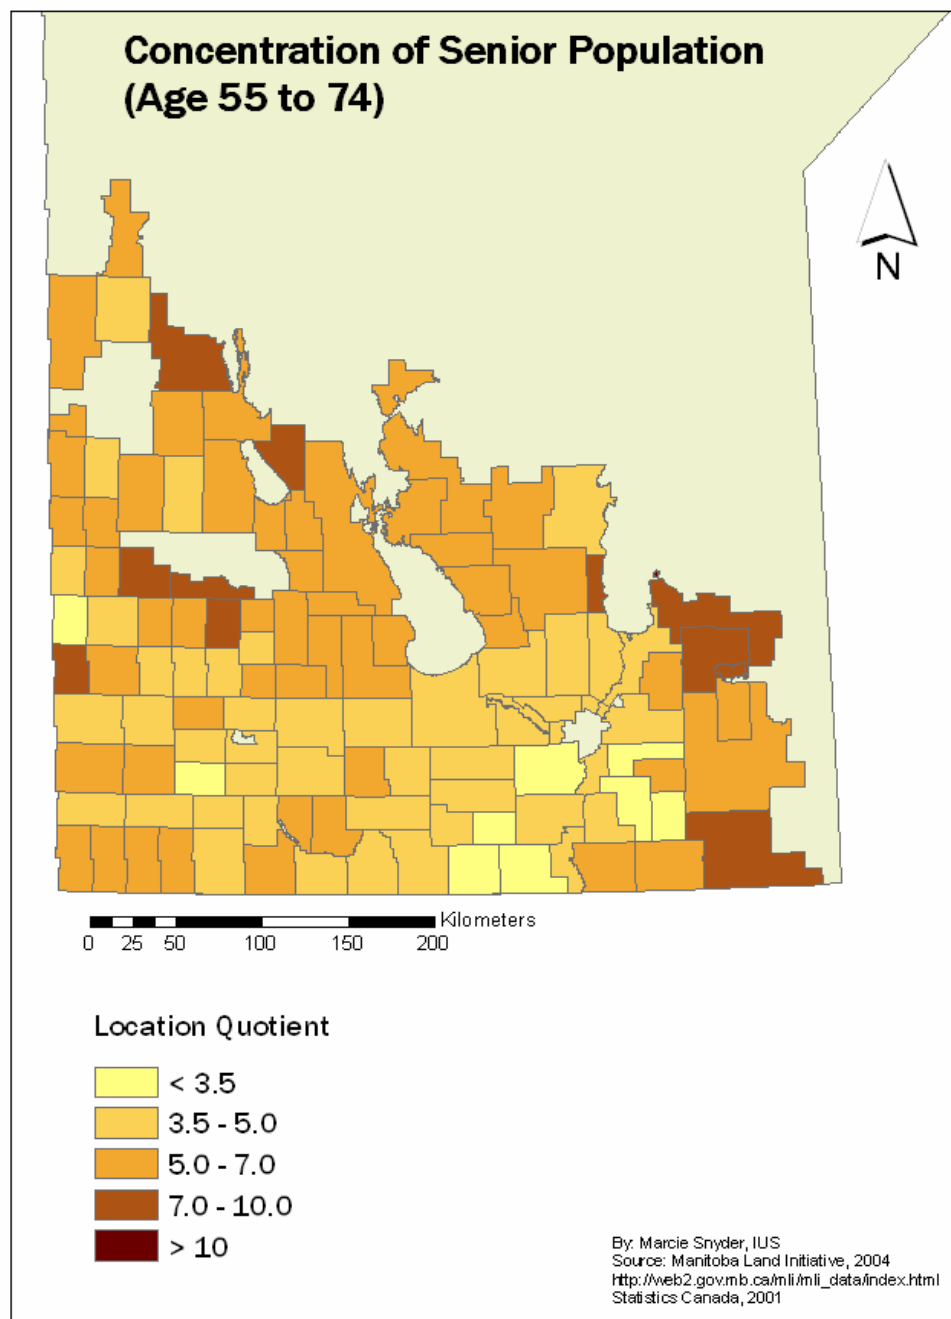 Concentration of Senior Population
(Age 55 to 74)
N
Kilometers
0 25 50 100 150 200
Location Quotient
< 3.5
3.5 - 5.0
5.0 - 7.0
7.0 - 10.0
> 10
By: Marcie Snyder, IUS
Source: Manitoba Land Initiative, 2004
http://web2.gov.mb.ca/mli/mli_data/index.html
Statistics Canada, 2001